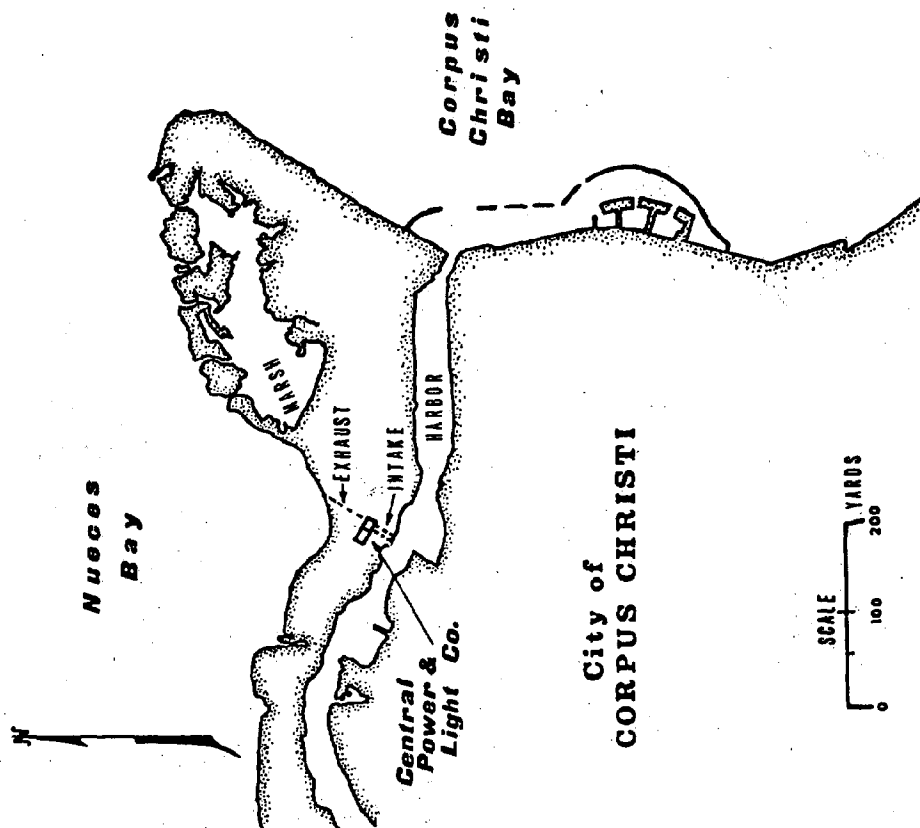 N
Nueces
Bay
Corpus
Christi
Bay
MARSH
EXHAUST
INTAKE
HARBOR
Central
Power &
Light Co.
City of
CORPUS CHRISTI
SCALE
YARDS
0
100
200